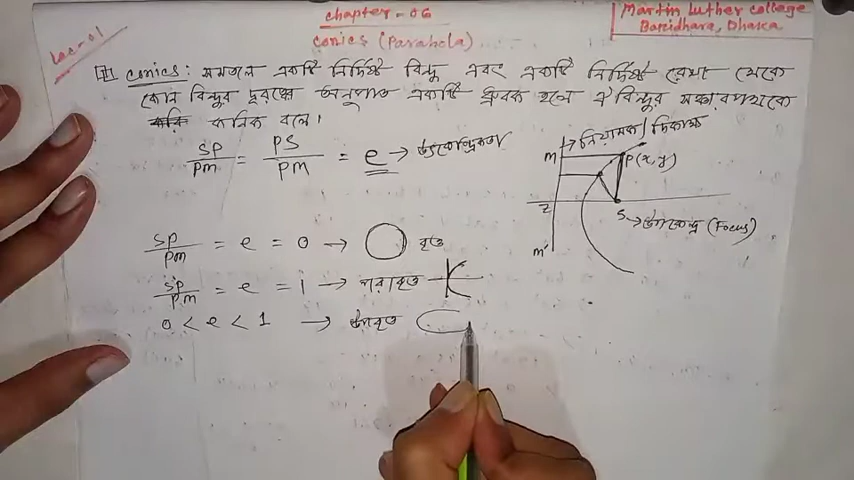 Lec-01
chapter-06
conics (Parabola)
Martin Luther college
Baridhara, Dhaka
1 conics: সমতলে একটি নির্দিষ্ট বিন্দু এবং একটি নির্দিষ্ট রেখা থেকে
কোন বিন্দুর দূরত্বের অনুপাত একটি ধ্রুবক হলে ঐ বিন্দুর সঞ্চারপথকে
কনিক বলে।
SP/PM = PS/PM = e → উৎকেন্দ্রিকতা
নিয়ামক/দিকাক্ষ
M
P(x,y)
Z
S → উপকেন্দ্র (Focus)
M'
SP/PM = e = 0 → বৃত্ত
SP/PM = e = 1 → পরাবৃত্ত
0 < e < 1 → উপবৃত্ত